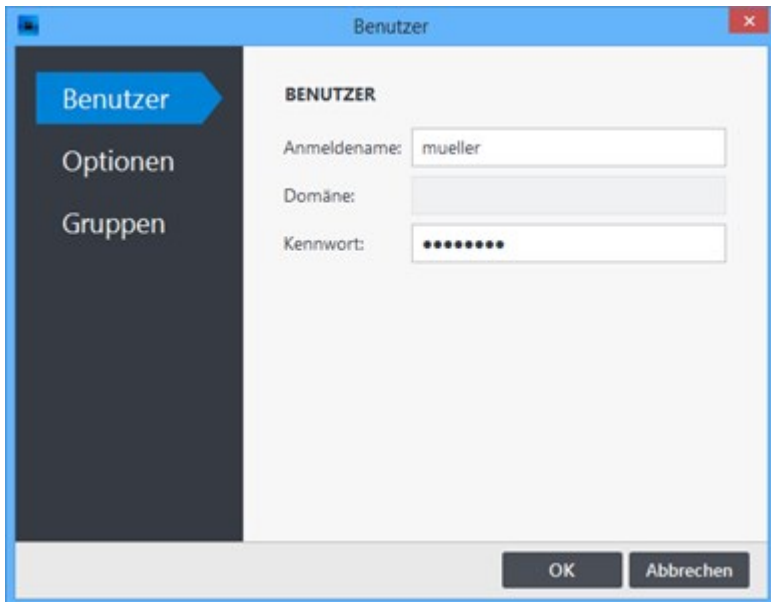 Benutzer
Benutzer
Optionen
Gruppen
BENUTZER
Anmeldename: mueller
Domäne:
Kennwort: ••••••••
OK Abbrechen